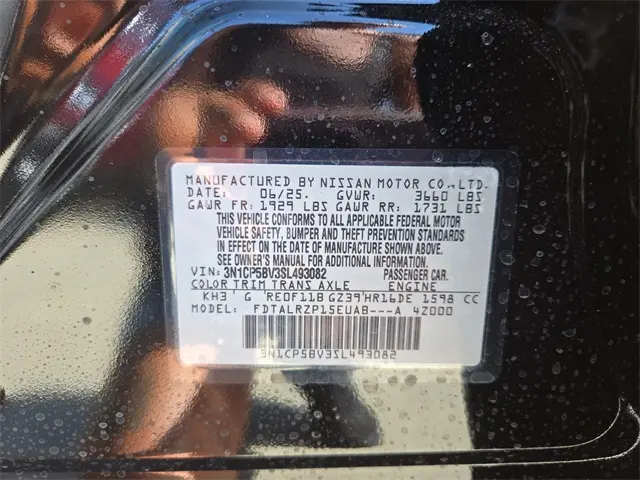 MANUFACTURED BY NISSAN MOTOR CO.,LTD.
DATE: 06/25. GVWR: 3660 LBS
GAWR FR: 1929 LBS GAWR RR: 1731 LBS
THIS VEHICLE CONFORMS TO ALL APPLICABLE FEDERAL MOTOR
VEHICLE SAFETY, BUMPER AND THEFT PREVENTION STANDARDS
IN EFFECT ON THE DATE OF MANUFACTURE SHOWN ABOVE.
SEE OWNER'S MANUAL FOR ADDITIONAL INFORMATION.
VIN: 3N1CP5BV3SL493082 PASSENGER CAR.
COLOR TRIM TRANS AXLE ENGINE
KH3 G RE0F11B GZ39 HR16DE 1598 CC
MODEL: FDTALRZP15EUAB---A 4Z000
3N1CP5BV3SL493082